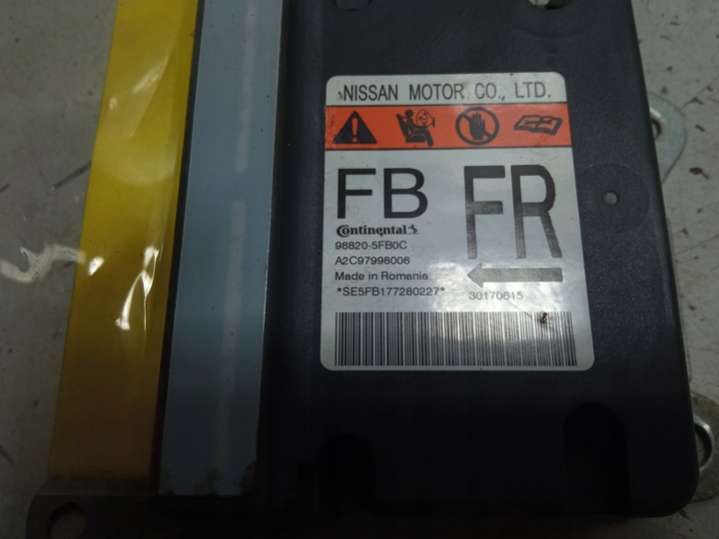 NISSAN MOTOR CO., LTD.
FB
FR
Continental
98820-5FB0C
A2C97998006
Made in Romania
*SE5FB177280227*
30170615